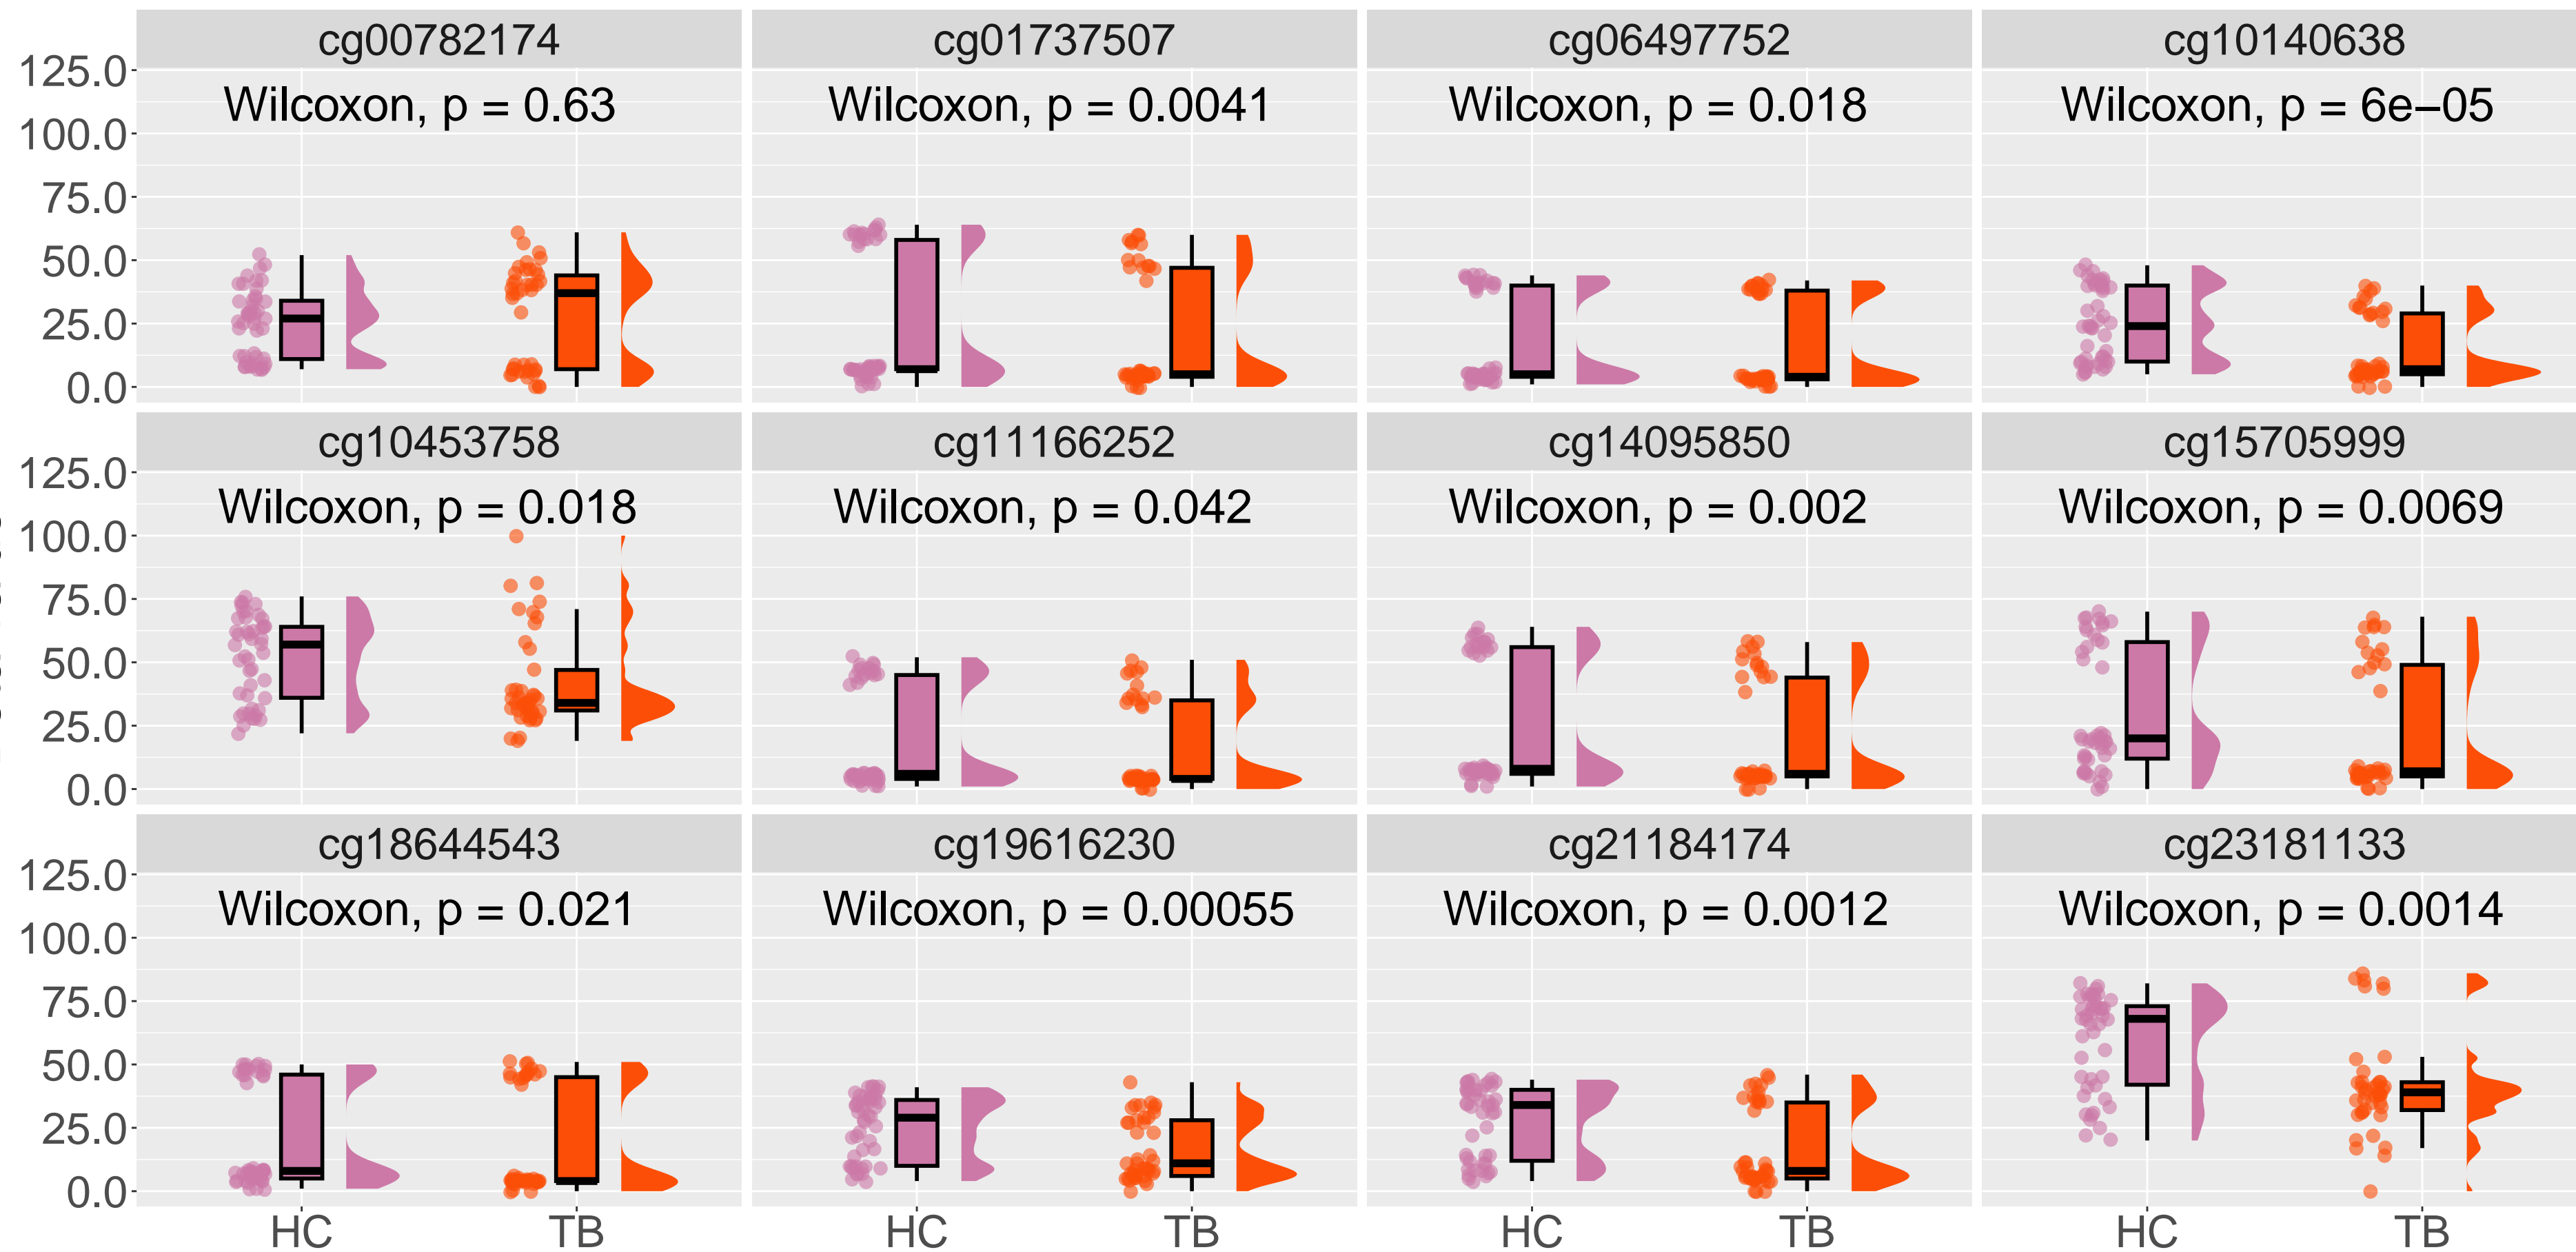 cg00782174 cg01737507 cg06497752 cg10140638
125.0
Wilcoxon, p = 0.63 Wilcoxon, p = 0.0041 Wilcoxon, p = 0.018 Wilcoxon, p = 6e−05
100.0
75.0
50.0
25.0
0.0
cg10453758 cg11166252 cg14095850 cg15705999
125.0
Wilcoxon, p = 0.018 Wilcoxon, p = 0.042 Wilcoxon, p = 0.002 Wilcoxon, p = 0.0069
100.0
75.0
50.0
25.0
0.0
cg18644543 cg19616230 cg21184174 cg23181133
125.0
Wilcoxon, p = 0.021 Wilcoxon, p = 0.00055 Wilcoxon, p = 0.0012 Wilcoxon, p = 0.0014
100.0
75.0
50.0
25.0
0.0
HC TB HC TB HC TB HC TB